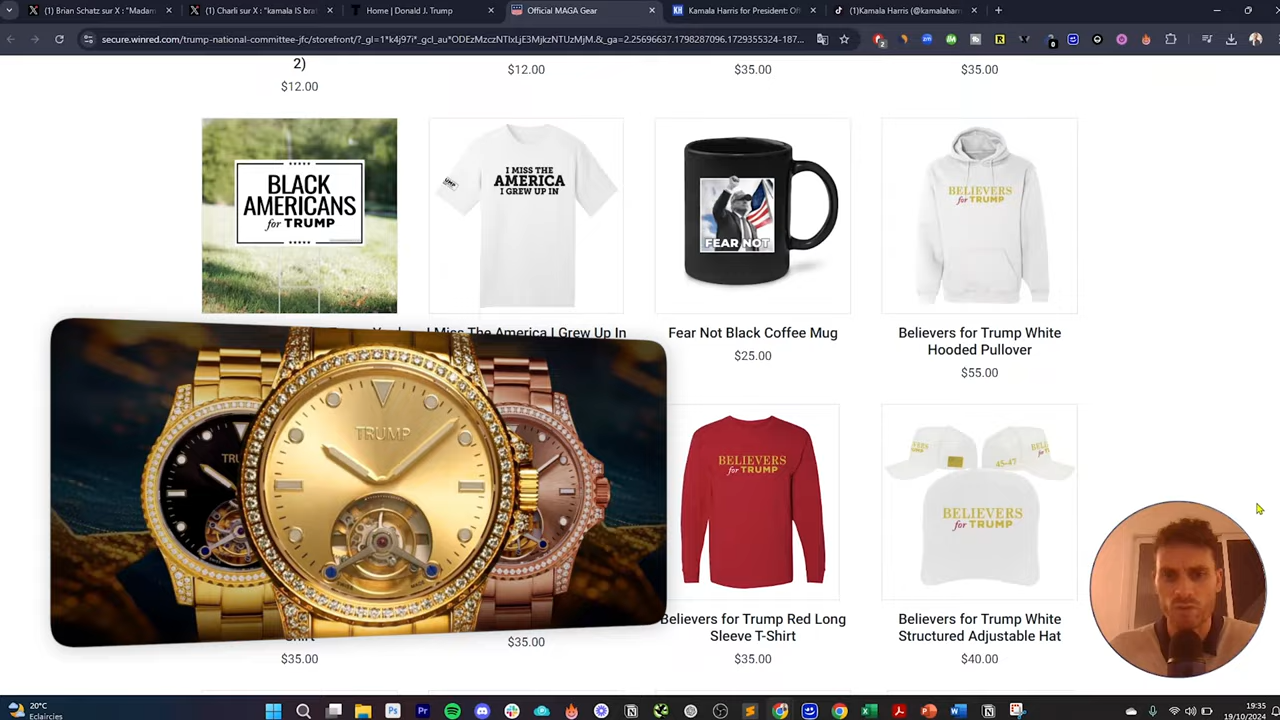 (1) Brian Schatz sur X : "Madam
(1) Charli sur X : "kamala IS brat
Home | Donald J. Trump
Official MAGA Gear
Kamala Harris for President: Off
(1)Kamala Harris (@kamalahar
secure.winred.com/trump-national-committee-jfc/storefront/?_gl=1*k4j97i*_gcl_au*ODEzMzczNTIxLjE3MjkzNTUzMjM.&_ga=2.25696637.1798287096.1729355324-187...
2)
$12.00
$12.00
$35.00
$35.00
BLACK
AMERICANS
for TRUMP
I MISS THE
AMERICA
I GREW UP IN
FEAR NOT
BELIEVERS
for TRUMP
I Miss The America I Grew Up In
Fear Not Black Coffee Mug
$25.00
Believers for Trump White
Hooded Pullover
$55.00
TRUMP
TRU
BELIEVERS
for TRUMP
45-47
BELIEVERS
for TRUMP
Believers for Trump Red Long
Sleeve T-Shirt
$35.00
Believers for Trump White
Structured Adjustable Hat
$40.00
Shirt
$35.00
$35.00
20°C
Eclaircies
19:35
19/10/2024